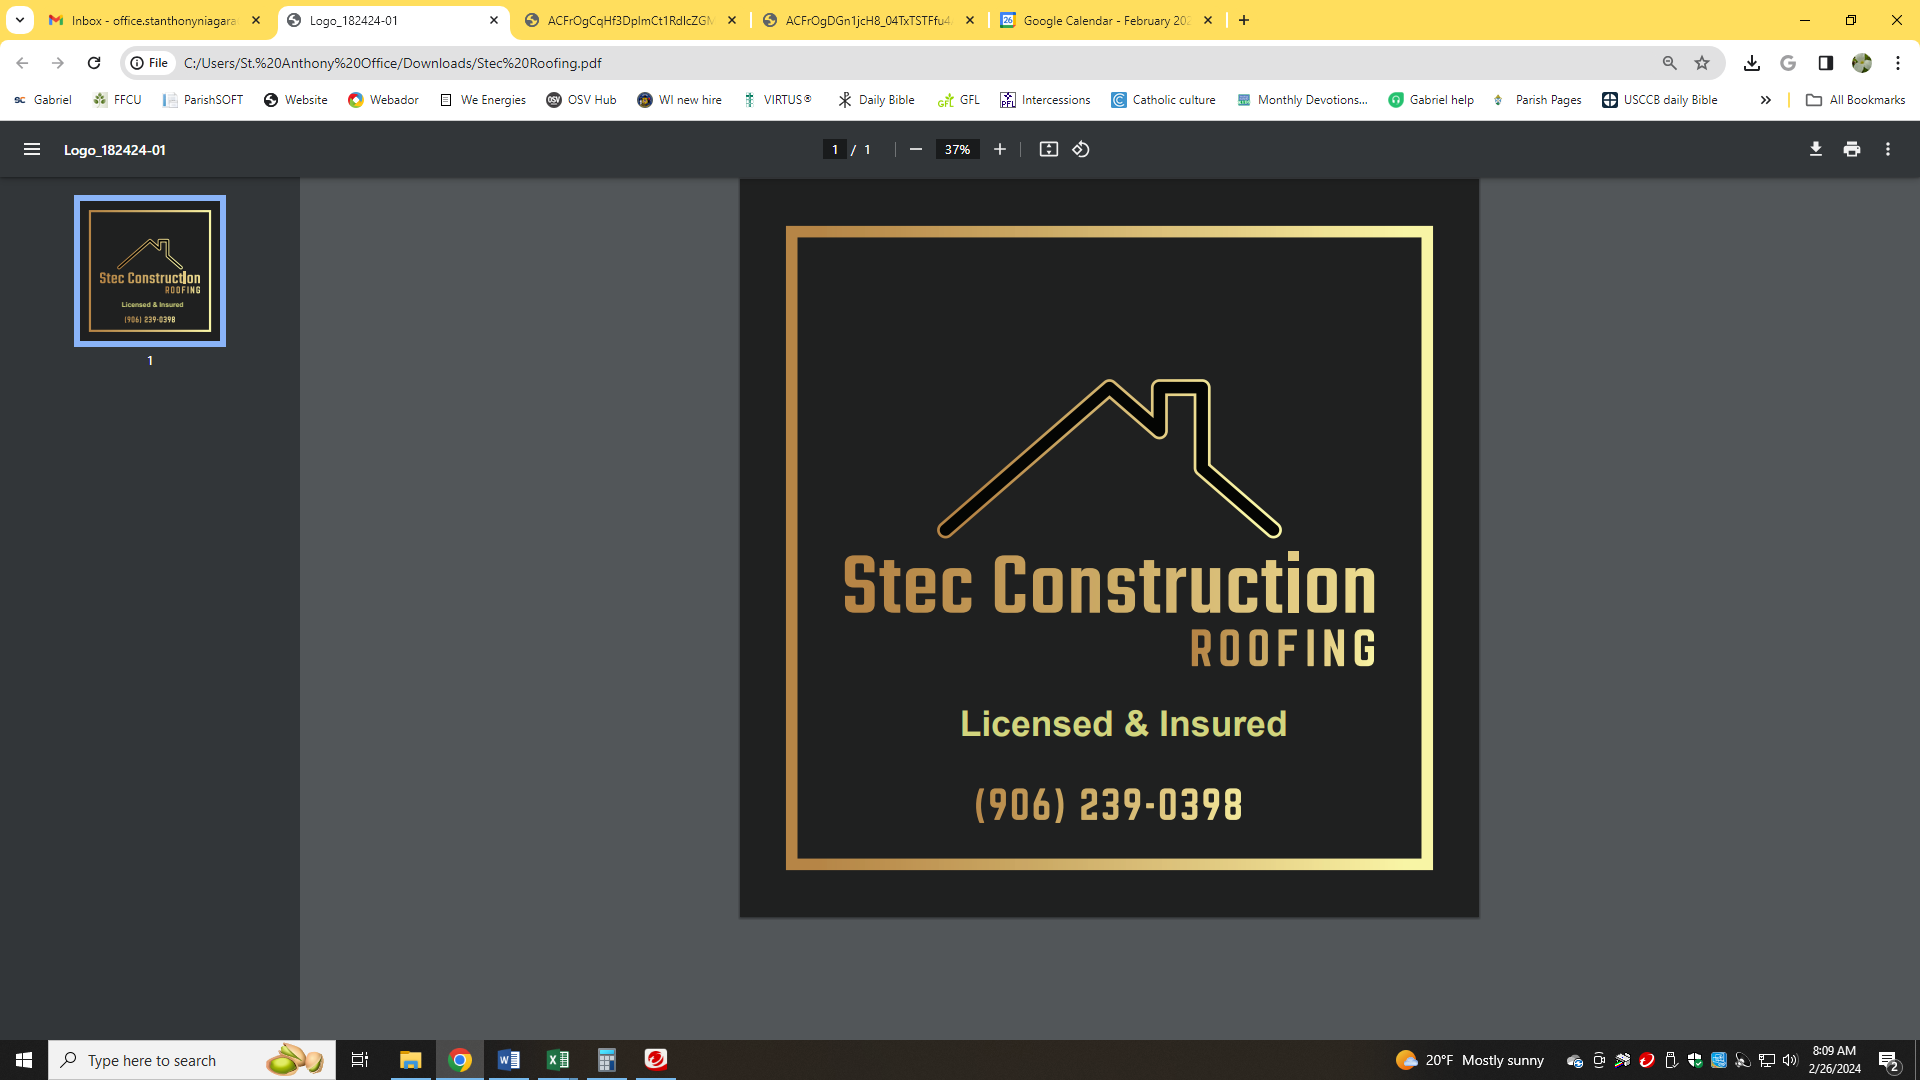 Inbox - office.stanthonyniagara
Logo_182424-01
ACFrOgCqHf3DplmCt1RdlcZGM
ACFrOgDGn1jcH8_04TxTSTFfu4
Google Calendar - February 202
File
C:/Users/St.%20Anthony%20Office/Downloads/Stec%20Roofing.pdf
Gabriel
FFCU
ParishSOFT
Website
Webador
We Energies
OSV Hub
WI new hire
VIRTUS®
Daily Bible
GFL
Intercessions
Catholic culture
Monthly Devotions...
Gabriel help
Parish Pages
USCCB daily Bible
All Bookmarks
Logo_182424-01
1 / 1
37%
Stec Construction
ROOFING
Licensed & Insured
(906) 239-0398
1
Stec Construction
ROOFING
Licensed & Insured
(906) 239-0398
Type here to search
20°F Mostly sunny
8:09 AM
2/26/2024
2